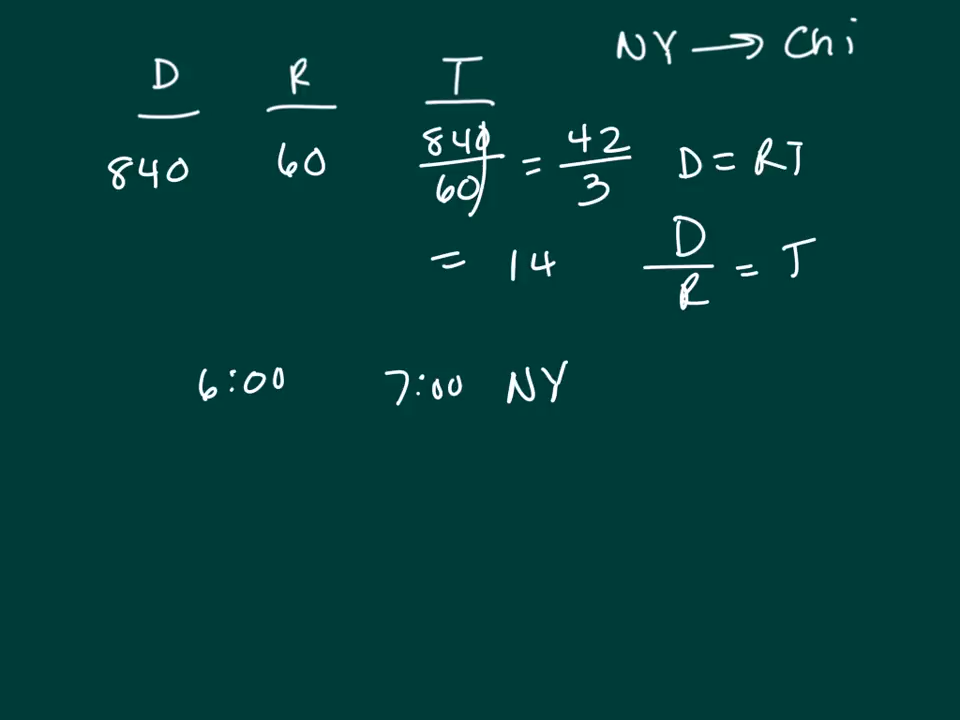 NY → Chi
D R T
840 60 840/60 = 42/3 D = RT
= 14 D/R = T
6:00 7:00 NY